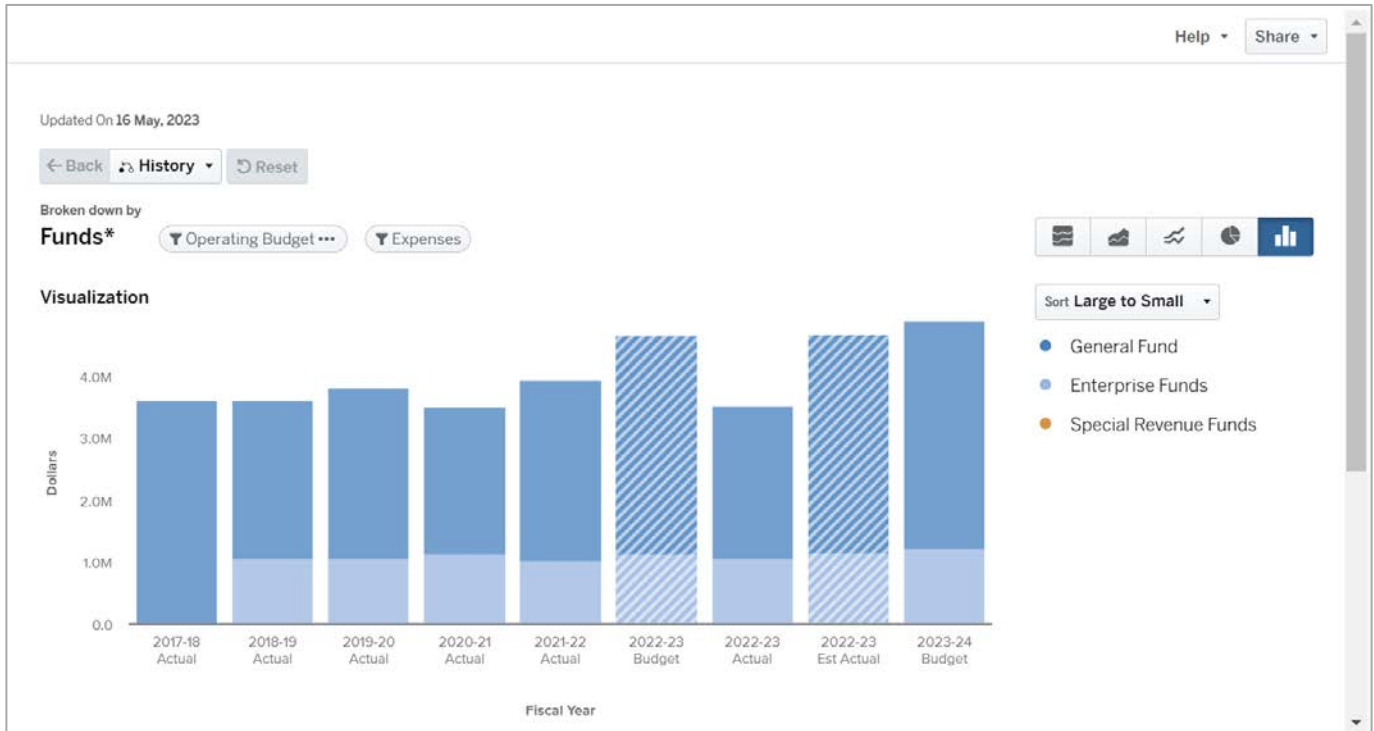 Help Share
Updated On 16 May, 2023
Back History Reset
Broken down by
Funds* Operating Budget ••• Expenses
Visualization
Sort Large to Small
General Fund
Enterprise Funds
Special Revenue Funds
Dollars
4.0M
3.0M
2.0M
1.0M
0.0
2017-18 2018-19 2019-20 2020-21 2021-22 2022-23 2022-23 2022-23 2023-24
Actual Actual Actual Actual Actual Budget Actual Est Actual Budget
Fiscal Year